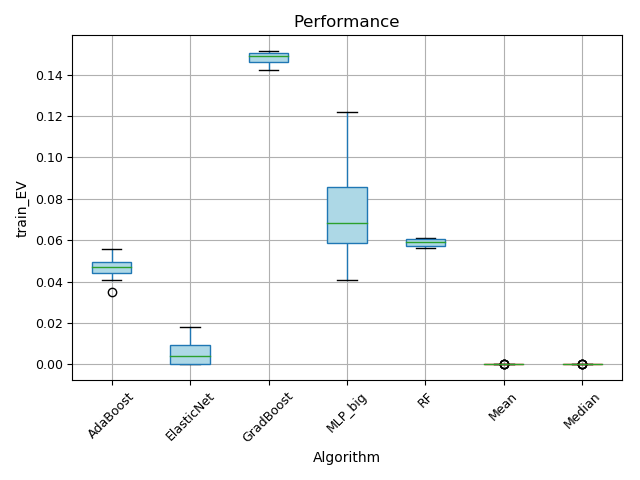 Performance
train_EV
0.14
0.12
0.10
0.08
0.06
0.04
0.02
0.00
AdaBoost
ElasticNet
GradBoost
MLP_big
RF
Mean
Median
Algorithm